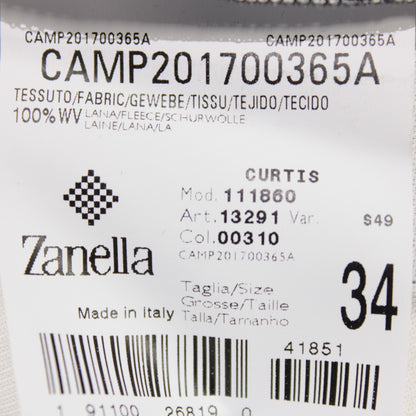 CAMP201700365A CAMP201700365A
CAMP201700365A
TESSUTO/FABRIC/GEWEBE/TISSU/TEJIDO/TECIDO
100% WV LANA/FLEECE/SCHURWOLLE
LAINE/LANA/LA
CURTIS
Mod. 111860
Art. 13291 Var. $49
Col. 00310
CAMP201700365A
Zanella
Taglia/Size
Grosse/Taille
Talla/Tamanho
34
Made in Italy
41851
1 91100 26819 0